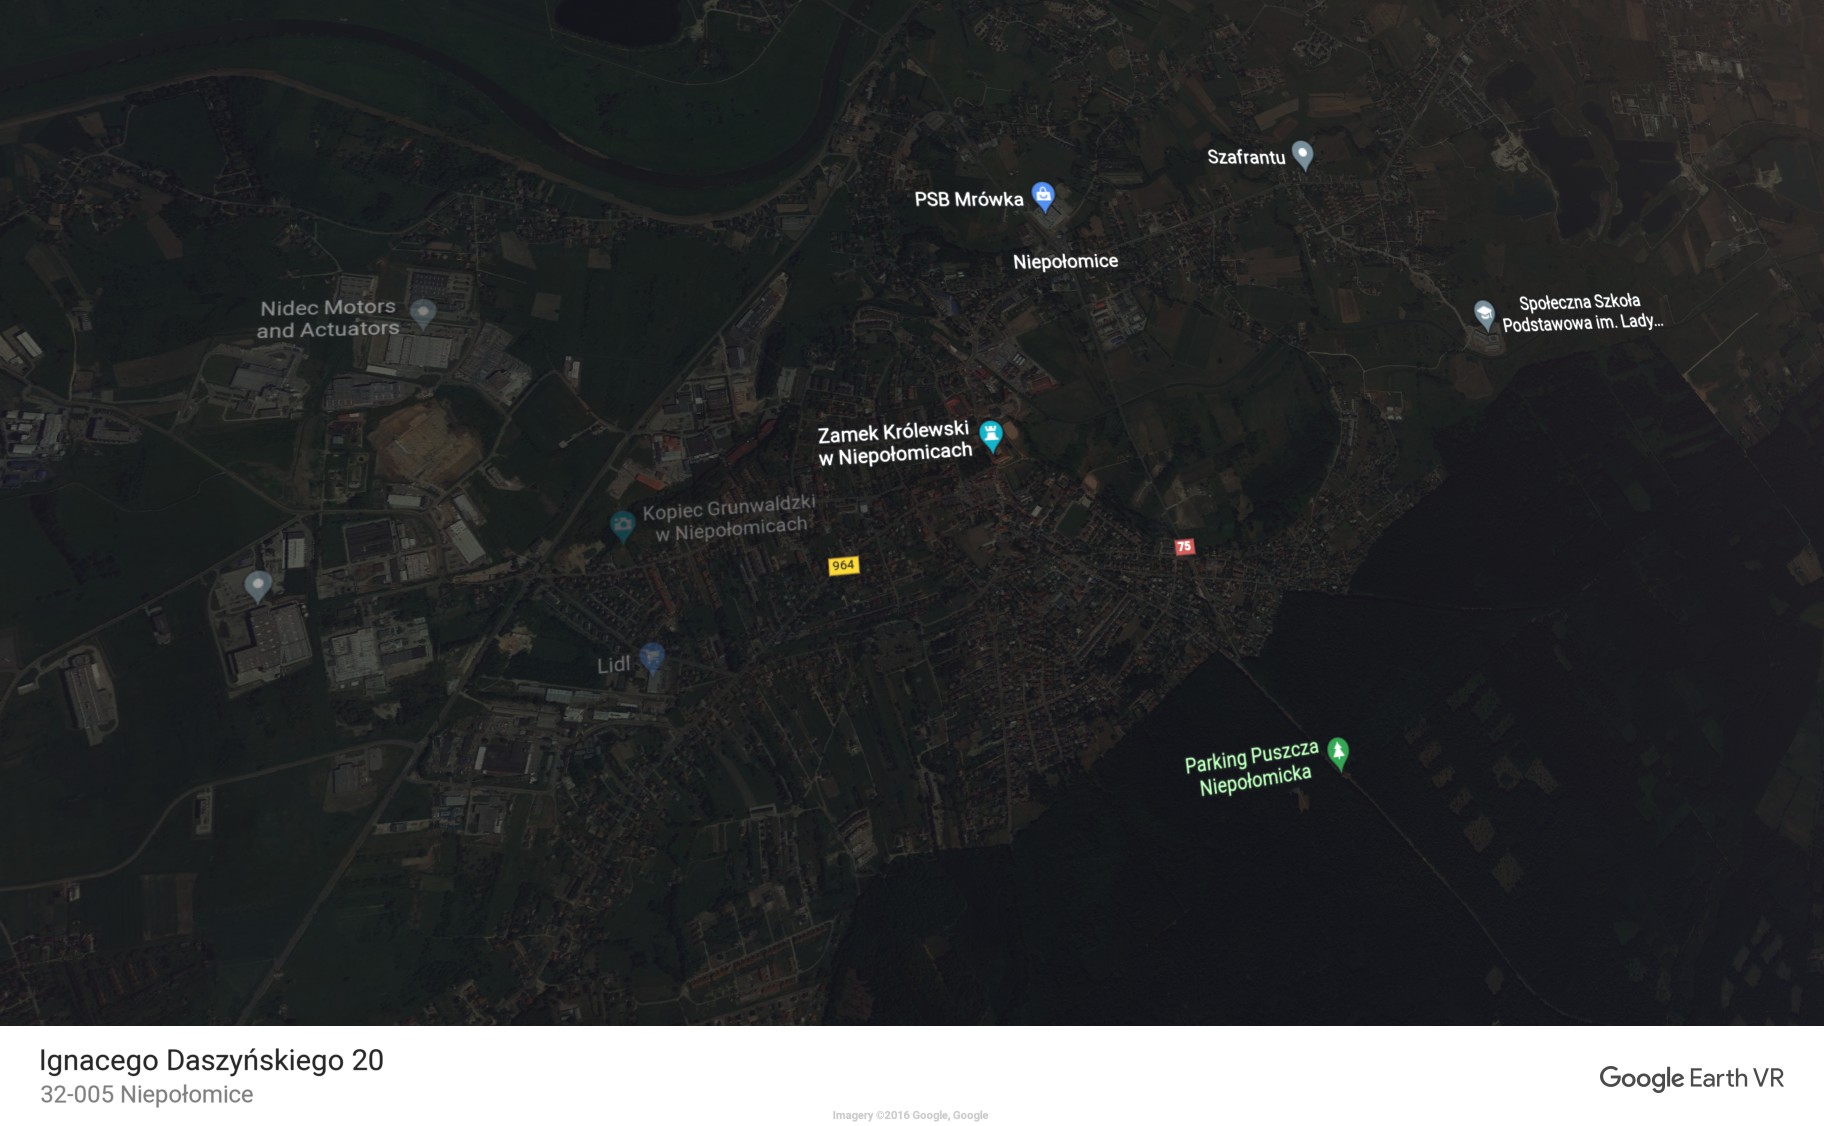 Szafrantu
PSB Mrówka
Niepołomice
Nidec Motors
and Actuators
Społeczna Szkoła
Podstawowa im. Lady...
Zamek Królewski
w Niepołomicach
Kopiec Grunwaldzki
w Niepołomicach
75
964
Lidl
Parking Puszcza
Niepołomicka
Ignacego Daszyńskiego 20
32-005 Niepołomice
Google Earth VR
Imagery ©2016 Google, Google